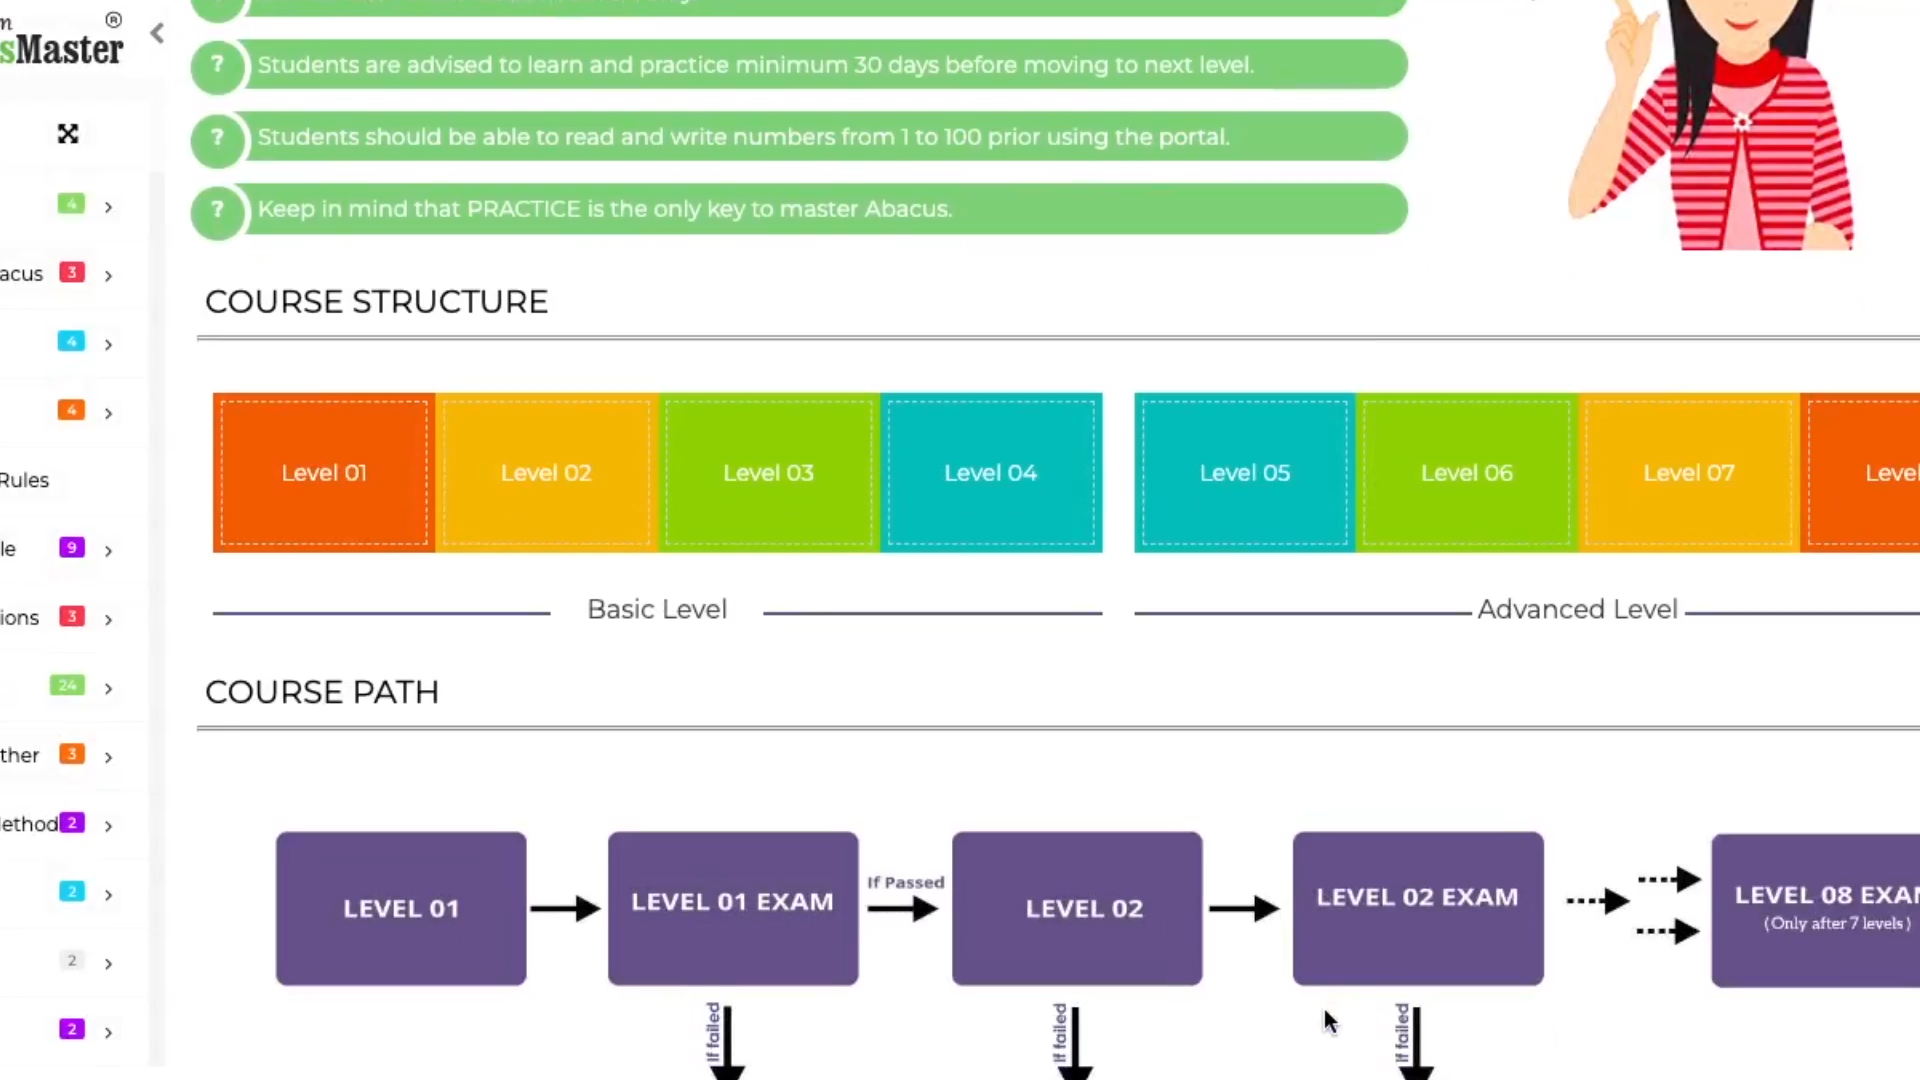 ®
sMaster
?
? Students are advised to learn and practice minimum 30 days before moving to next level.
? Students should be able to read and write numbers from 1 to 100 prior using the portal.
? Keep in mind that PRACTICE is the only key to master Abacus.
4
acus 3
4
4
Rules
le 9
ions 3
24
ther 3
ethod 2
2
2
2
COURSE STRUCTURE
Level 01 Level 02 Level 03 Level 04 Level 05 Level 06 Level 07 Level
Basic Level Advanced Level
COURSE PATH
LEVEL 01
LEVEL 01 EXAM
If Passed
LEVEL 02
LEVEL 02 EXAM
LEVEL 08 EXAM
(Only after 7 levels)
If failed
If failed
If failed